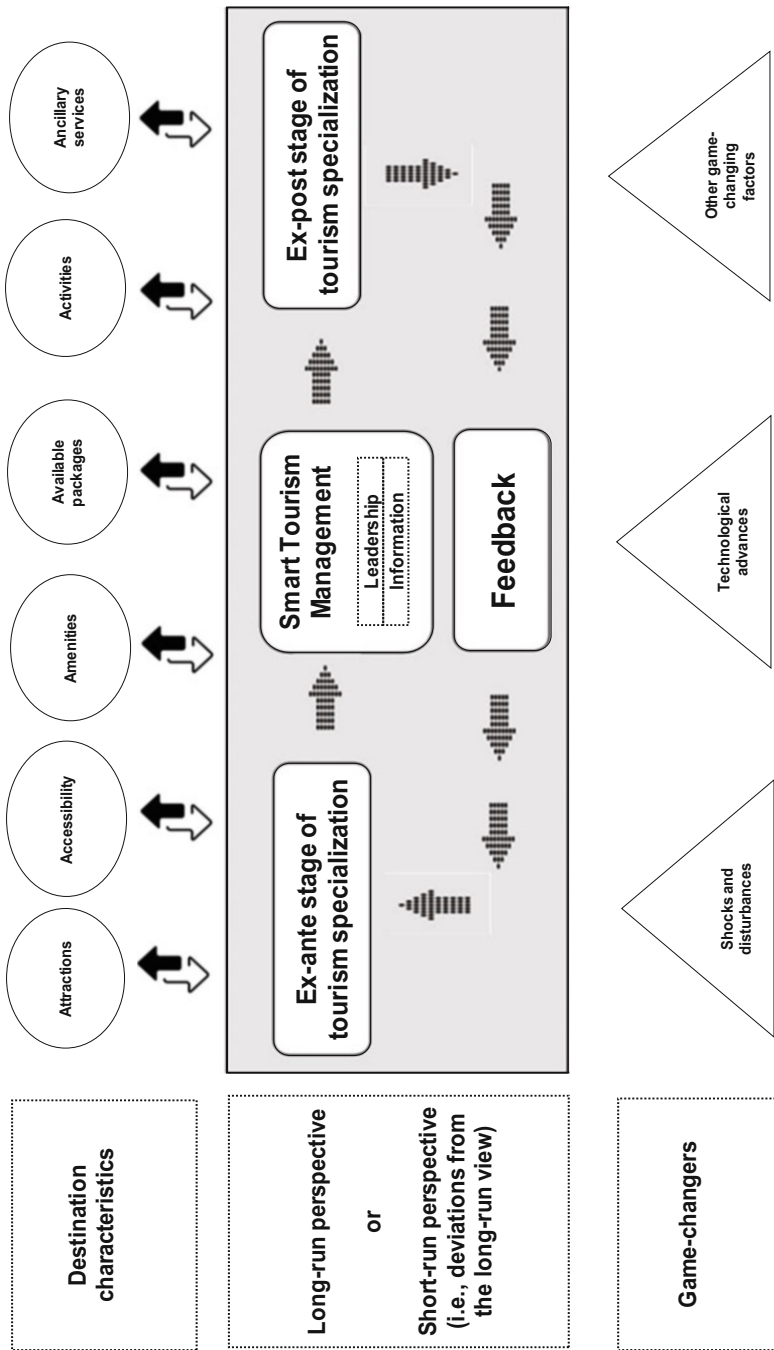 Destination
characteristics
Attractions
Accessibility
Amenities
Available
packages
Activities
Ancillary
services
Long-run perspective
or
Short-run perspective
(i.e., deviations from
the long-run view)
Ex-ante stage of
tourism specialization
Smart Tourism
Management
Leadership
Information
Ex-post stage of
tourism specialization
Feedback
Game-changers
Shocks and
disturbances
Technological
advances
Other game-
changing
factors